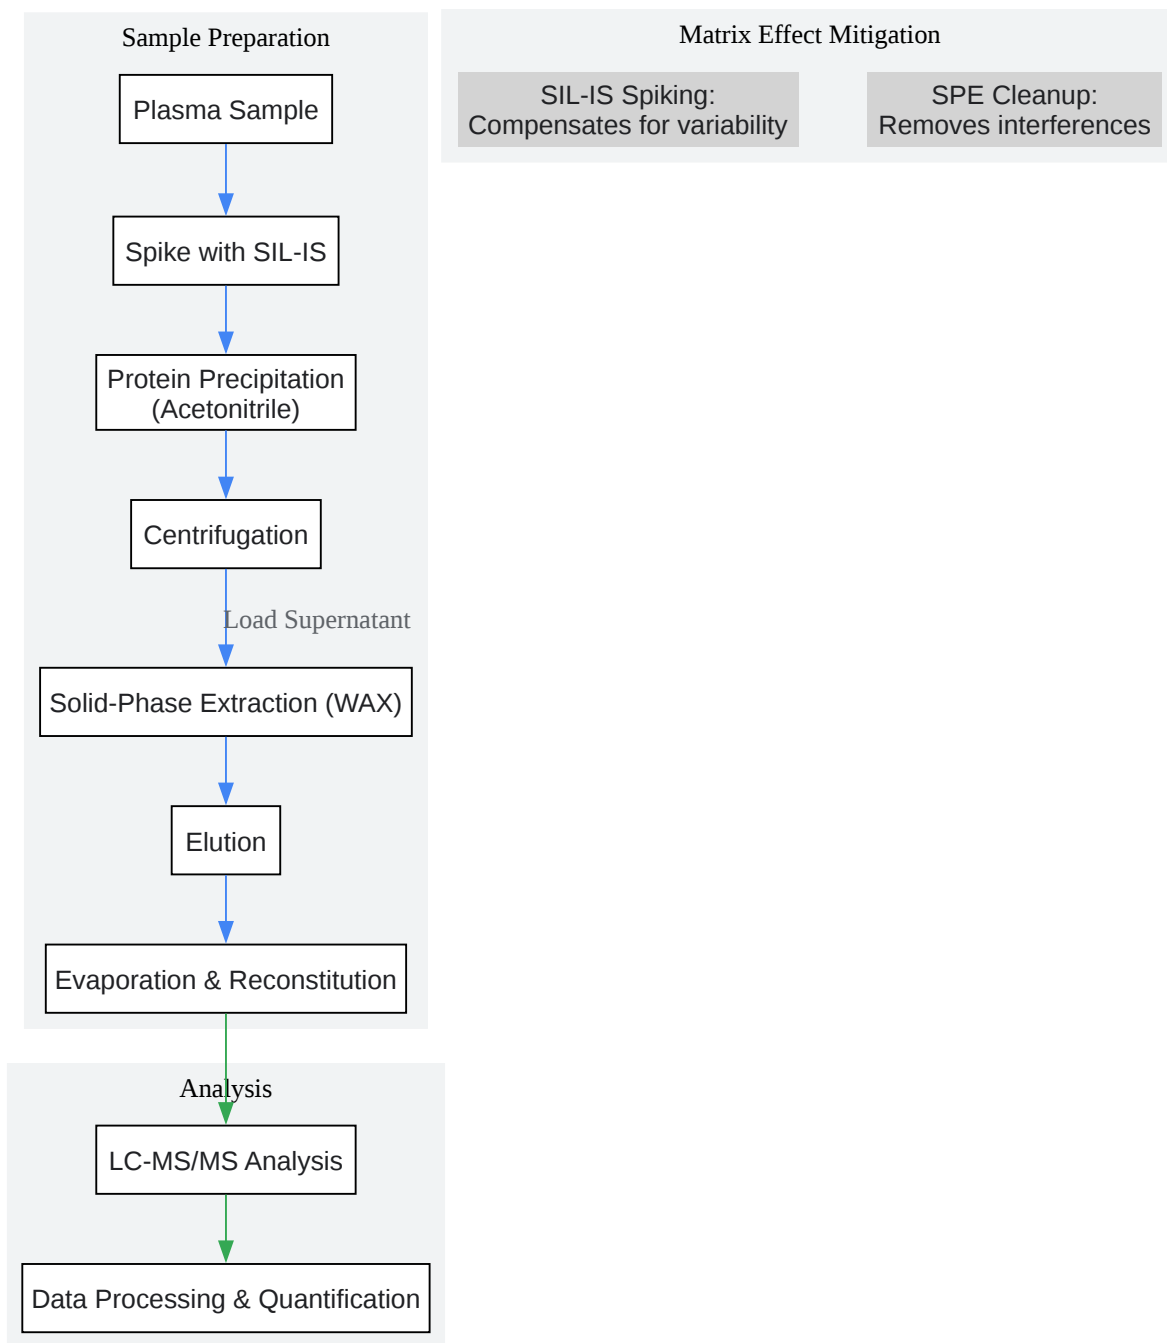 Sample Preparation
Plasma Sample
Spike with SIL-IS
Protein Precipitation
(Acetonitrile)
Centrifugation
Load Supernatant
Solid-Phase Extraction (WAX)
Elution
Evaporation & Reconstitution
Analysis
LC-MS/MS Analysis
Data Processing & Quantification
Matrix Effect Mitigation
SIL-IS Spiking:
Compensates for variability
SPE Cleanup:
Removes interferences